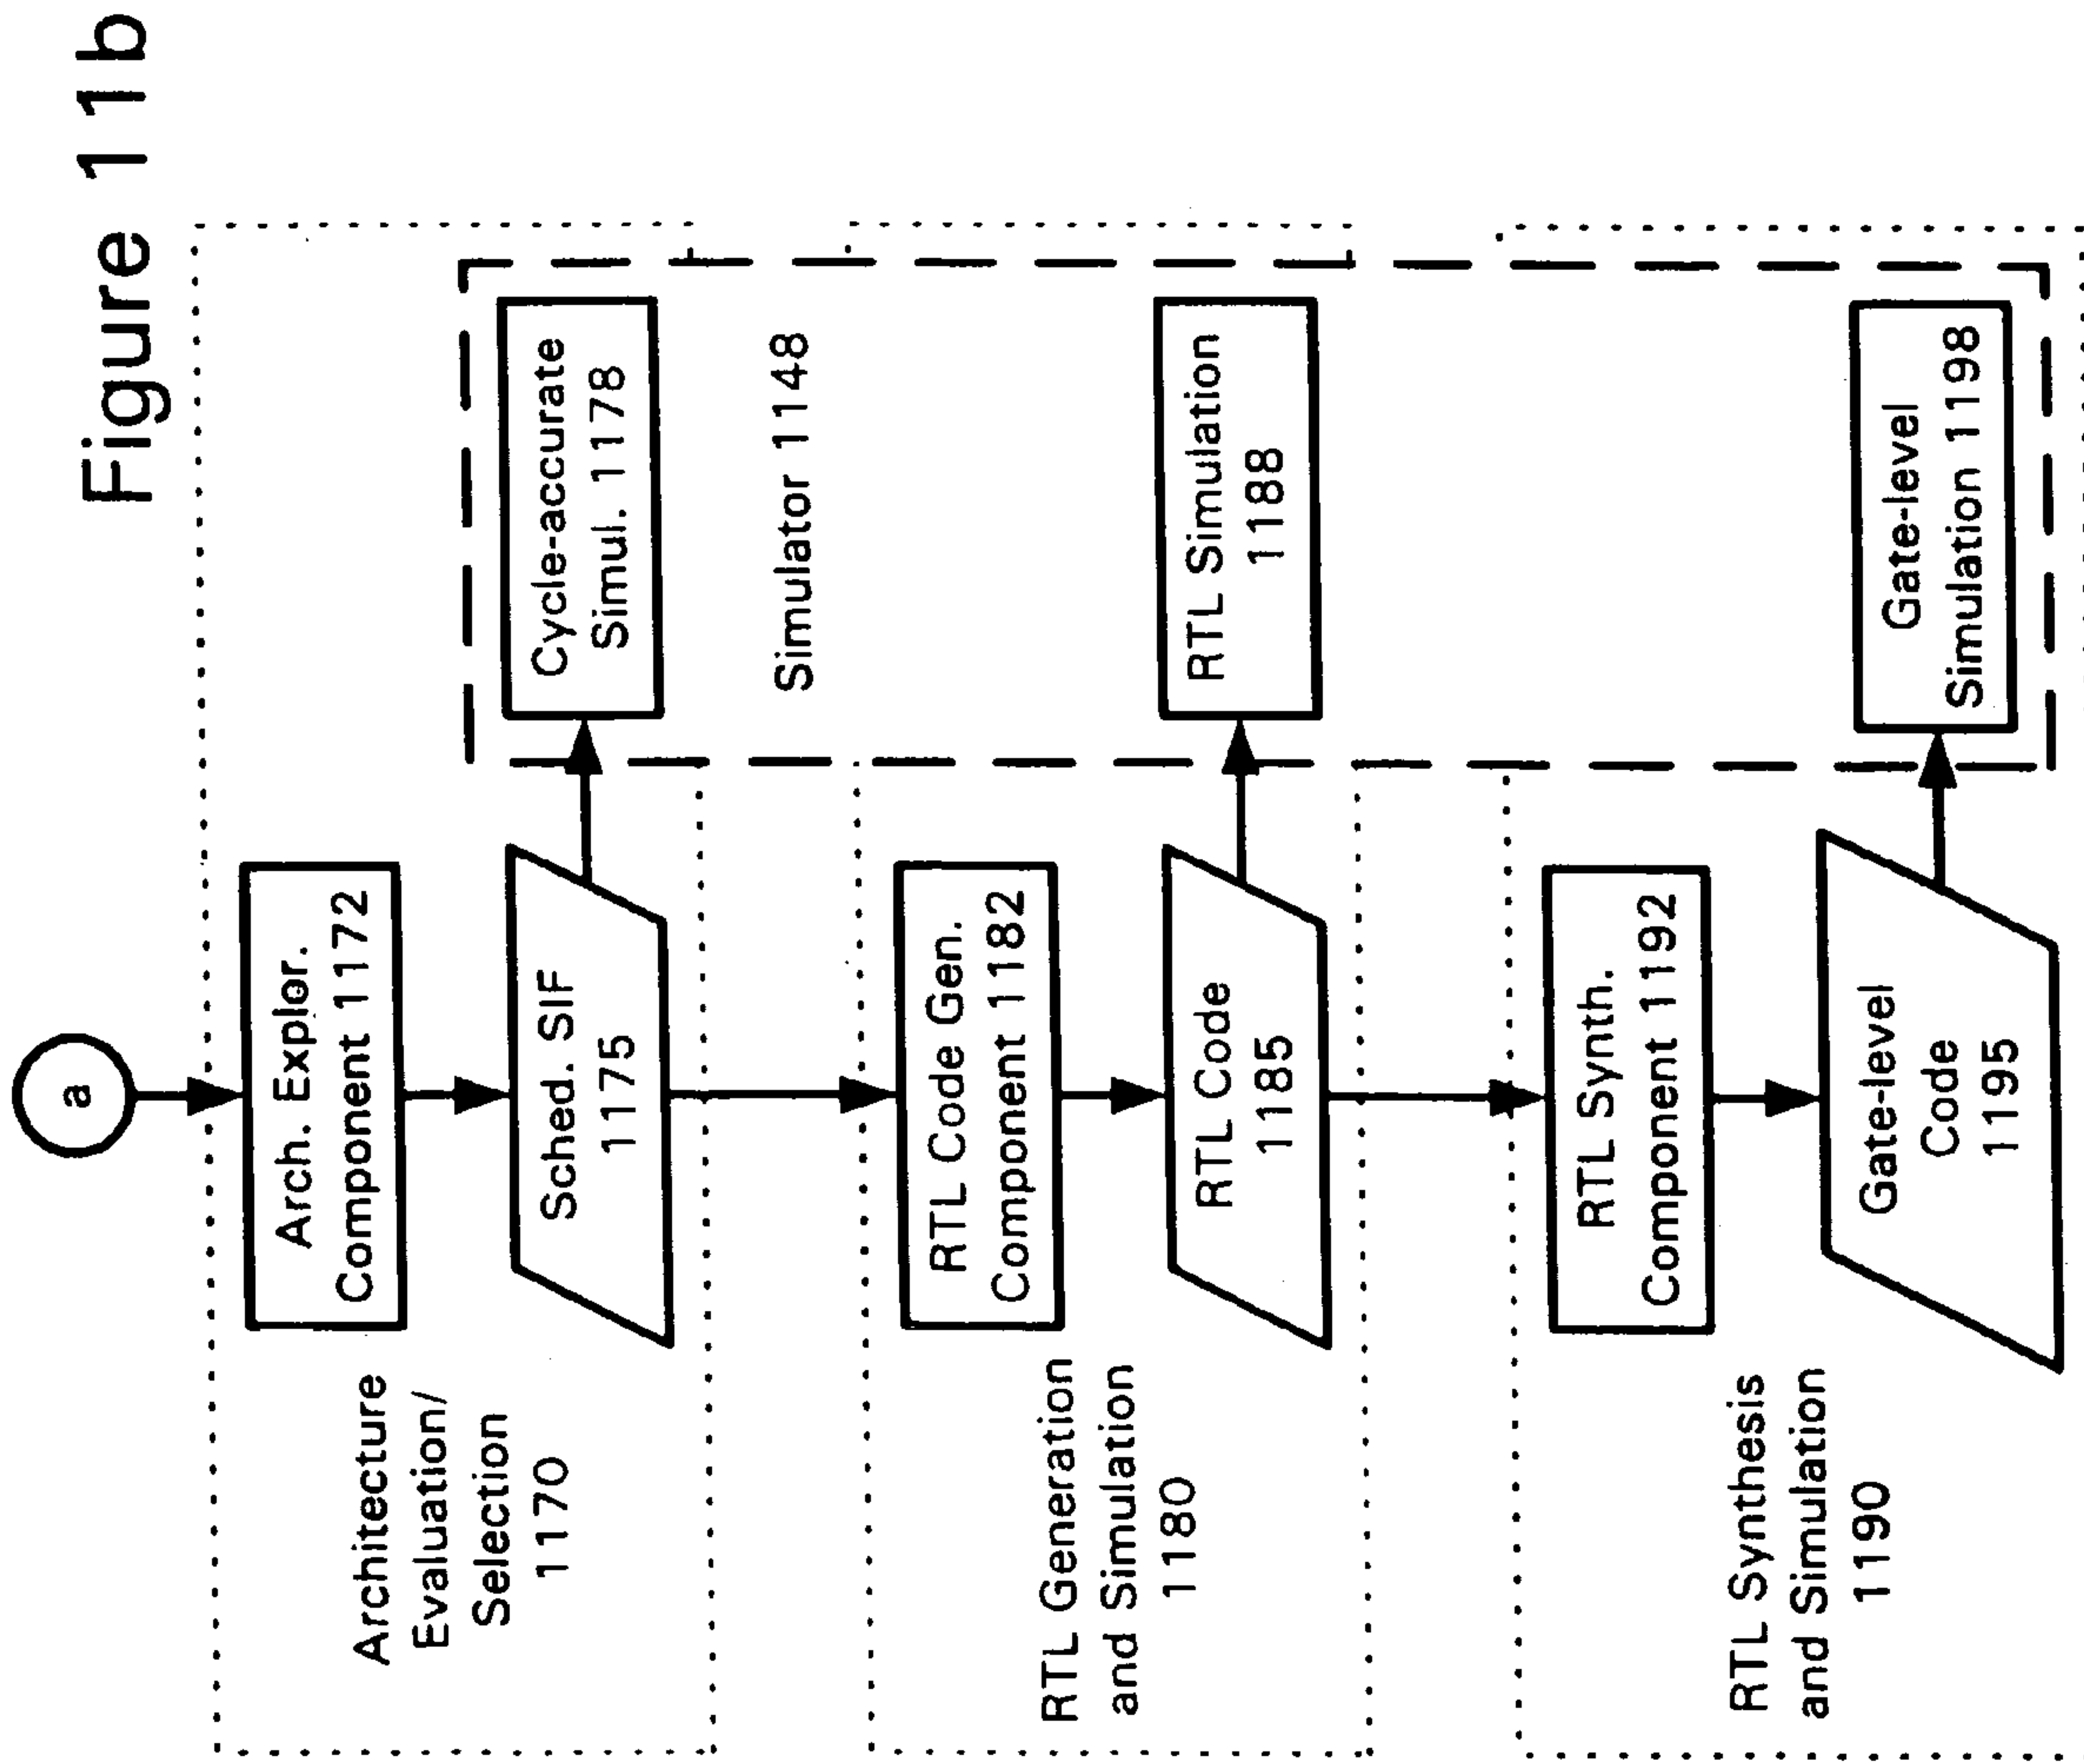 Figure 11b
a
Architecture
Evaluation/
Selection
1170
Arch. Explor.
Component 1172
Sched. SIF
1175
Cycle-accurate
Simul. 1178
Simulator 1148
RTL Generation
and Simulation
1180
RTL Code Gen.
Component 1182
RTL Code
1185
RTL Simulation
1188
RTL Synthesis
and Simulation
1190
RTL Synth.
Component 1192
Gate-level
Code
1195
Gate-level
Simulation 1198